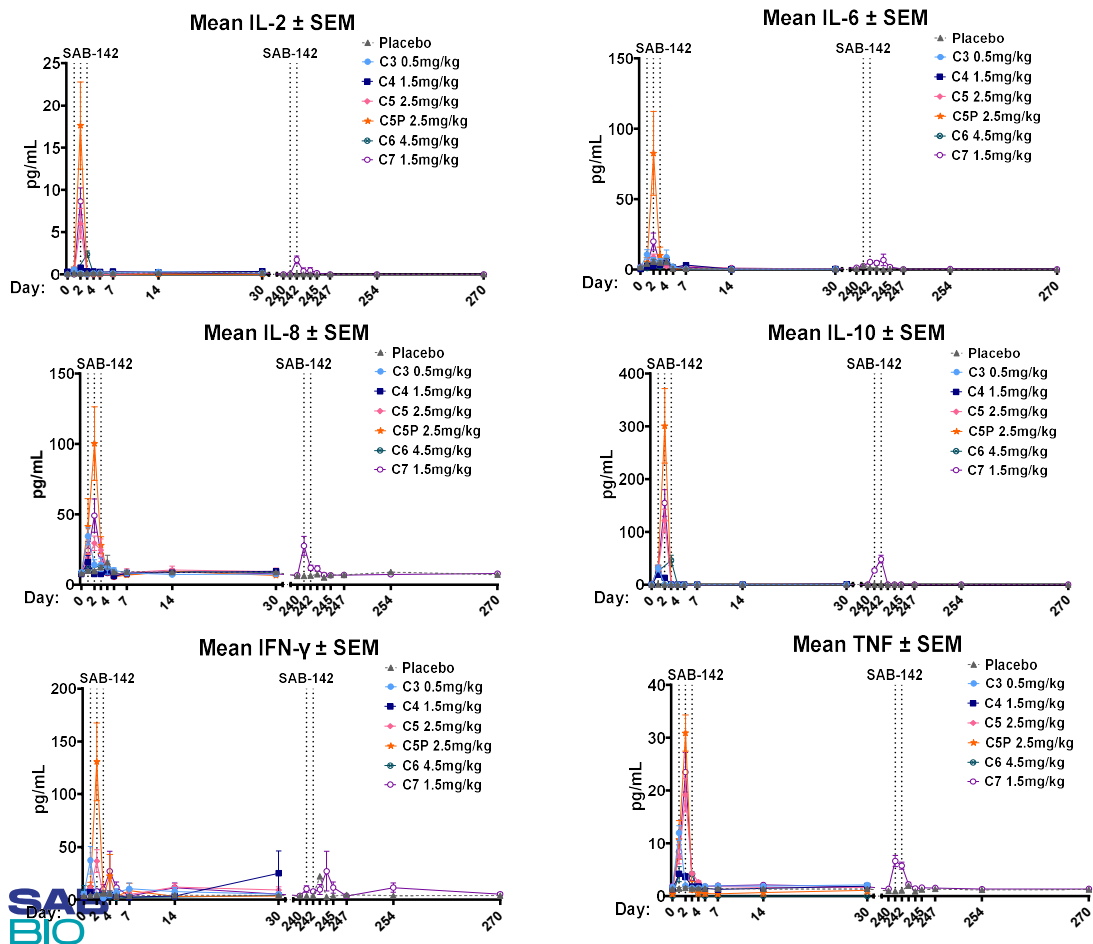 Mean IL-2 ± SEM
SAB-142
SAB-142
Placebo
C3 0.5mg/kg
C4 1.5mg/kg
C5 2.5mg/kg
C5P 2.5mg/kg
C6 4.5mg/kg
C7 1.5mg/kg
25
20
15
10
5
0
pg/mL
Day:
0 2 4 7 14 30 240 242 245 247 254 270
Mean IL-6 ± SEM
SAB-142
SAB-142
Placebo
C3 0.5mg/kg
C4 1.5mg/kg
C5 2.5mg/kg
C5P 2.5mg/kg
C6 4.5mg/kg
C7 1.5mg/kg
150
100
50
0
pg/mL
Day:
0 2 4 7 14 30 240 242 245 247 254 270
Mean IL-8 ± SEM
SAB-142
SAB-142
Placebo
C3 0.5mg/kg
C4 1.5mg/kg
C5 2.5mg/kg
C5P 2.5mg/kg
C6 4.5mg/kg
C7 1.5mg/kg
150
100
50
0
pg/mL
Day:
0 2 4 7 14 30 240 242 245 247 254 270
Mean IL-10 ± SEM
SAB-142
SAB-142
Placebo
C3 0.5mg/kg
C4 1.5mg/kg
C5 2.5mg/kg
C5P 2.5mg/kg
C6 4.5mg/kg
C7 1.5mg/kg
400
300
200
100
0
pg/mL
Day:
0 2 4 7 14 30 240 242 245 247 254 270
Mean IFN-γ ± SEM
SAB-142
SAB-142
Placebo
C3 0.5mg/kg
C4 1.5mg/kg
C5 2.5mg/kg
C5P 2.5mg/kg
C6 4.5mg/kg
C7 1.5mg/kg
200
150
100
50
0
pg/mL
Day:
0 2 4 7 14 30 240 242 245 247 254 270
Mean TNF ± SEM
SAB-142
SAB-142
Placebo
C3 0.5mg/kg
C4 1.5mg/kg
C5 2.5mg/kg
C5P 2.5mg/kg
C6 4.5mg/kg
C7 1.5mg/kg
40
30
20
10
0
pg/mL
Day:
0 2 4 7 14 30 240 242 245 247 254 270
SAB
BIO